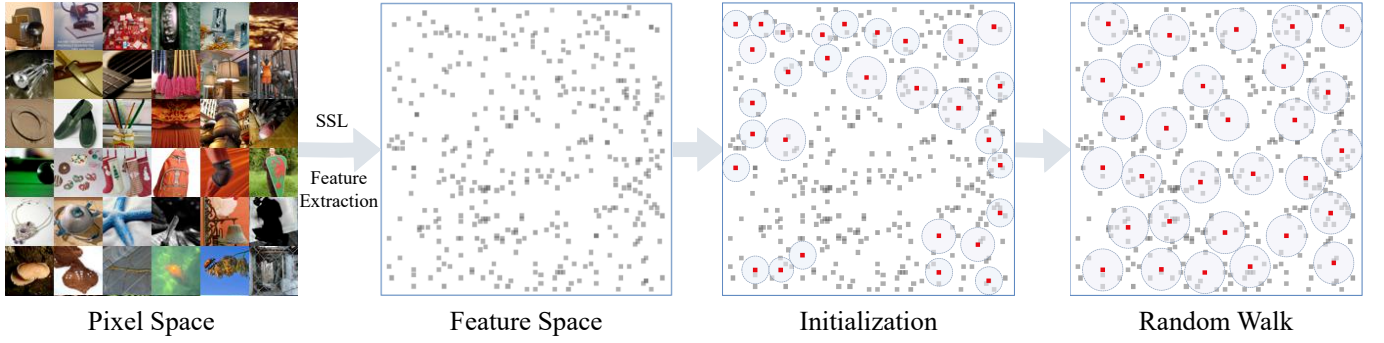 SSL
Feature
Extraction
Pixel Space
Feature Space
Initialization
Random Walk